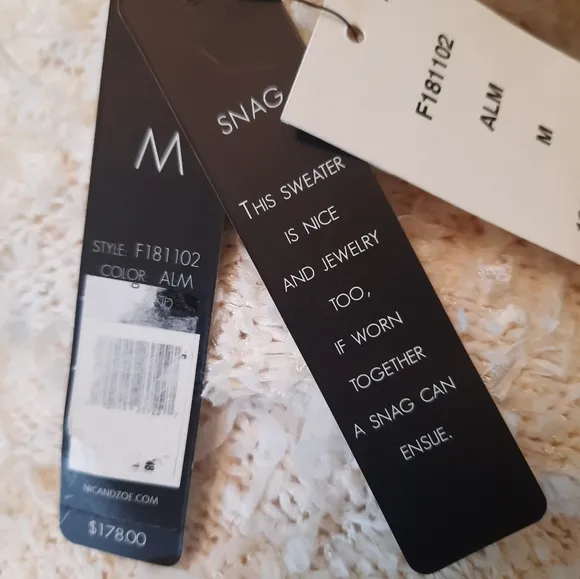 M
STYLE: F181102
COLOR: ALM
NICANDZOE.COM
$178.00
SNAG
THIS SWEATER
IS NICE
AND JEWELRY
TOO,
IF WORN
TOGETHER
A SNAG CAN
ENSUE.
F181102
ALM
M